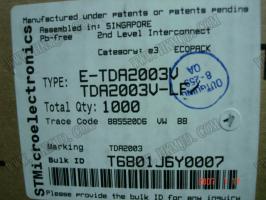 Manufactured under patents or patents pending
Assembled in: SINGAPORE
Pb-free 2nd Level Interconnect
Category: e3 ECOPACK
TYPE: E-TDA2003V
TDA2003V-LF
Total Qty: 1000
Trace Code 88552006 VW 88
Marking TDA2003
Bulk ID T6801J6Y0007
Please provide the bulk ID for any inquiry
STMicroelectronics
QA